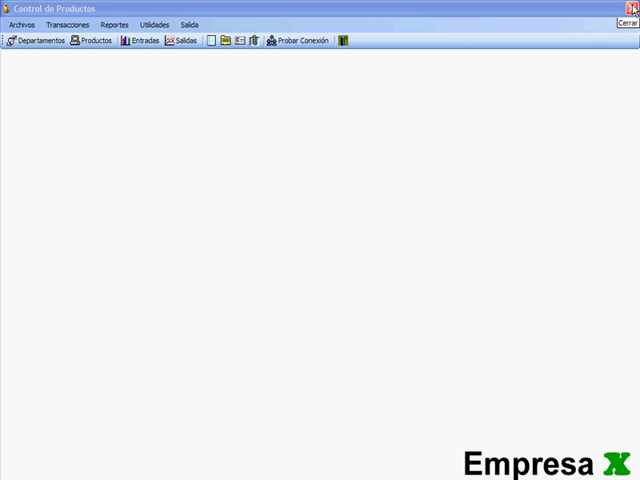 Control de Productos
Cerrar
Archivos Transacciones Reportes Utilidades Salida
Departamentos Productos Entradas Salidas Probar Conexión
Empresa X